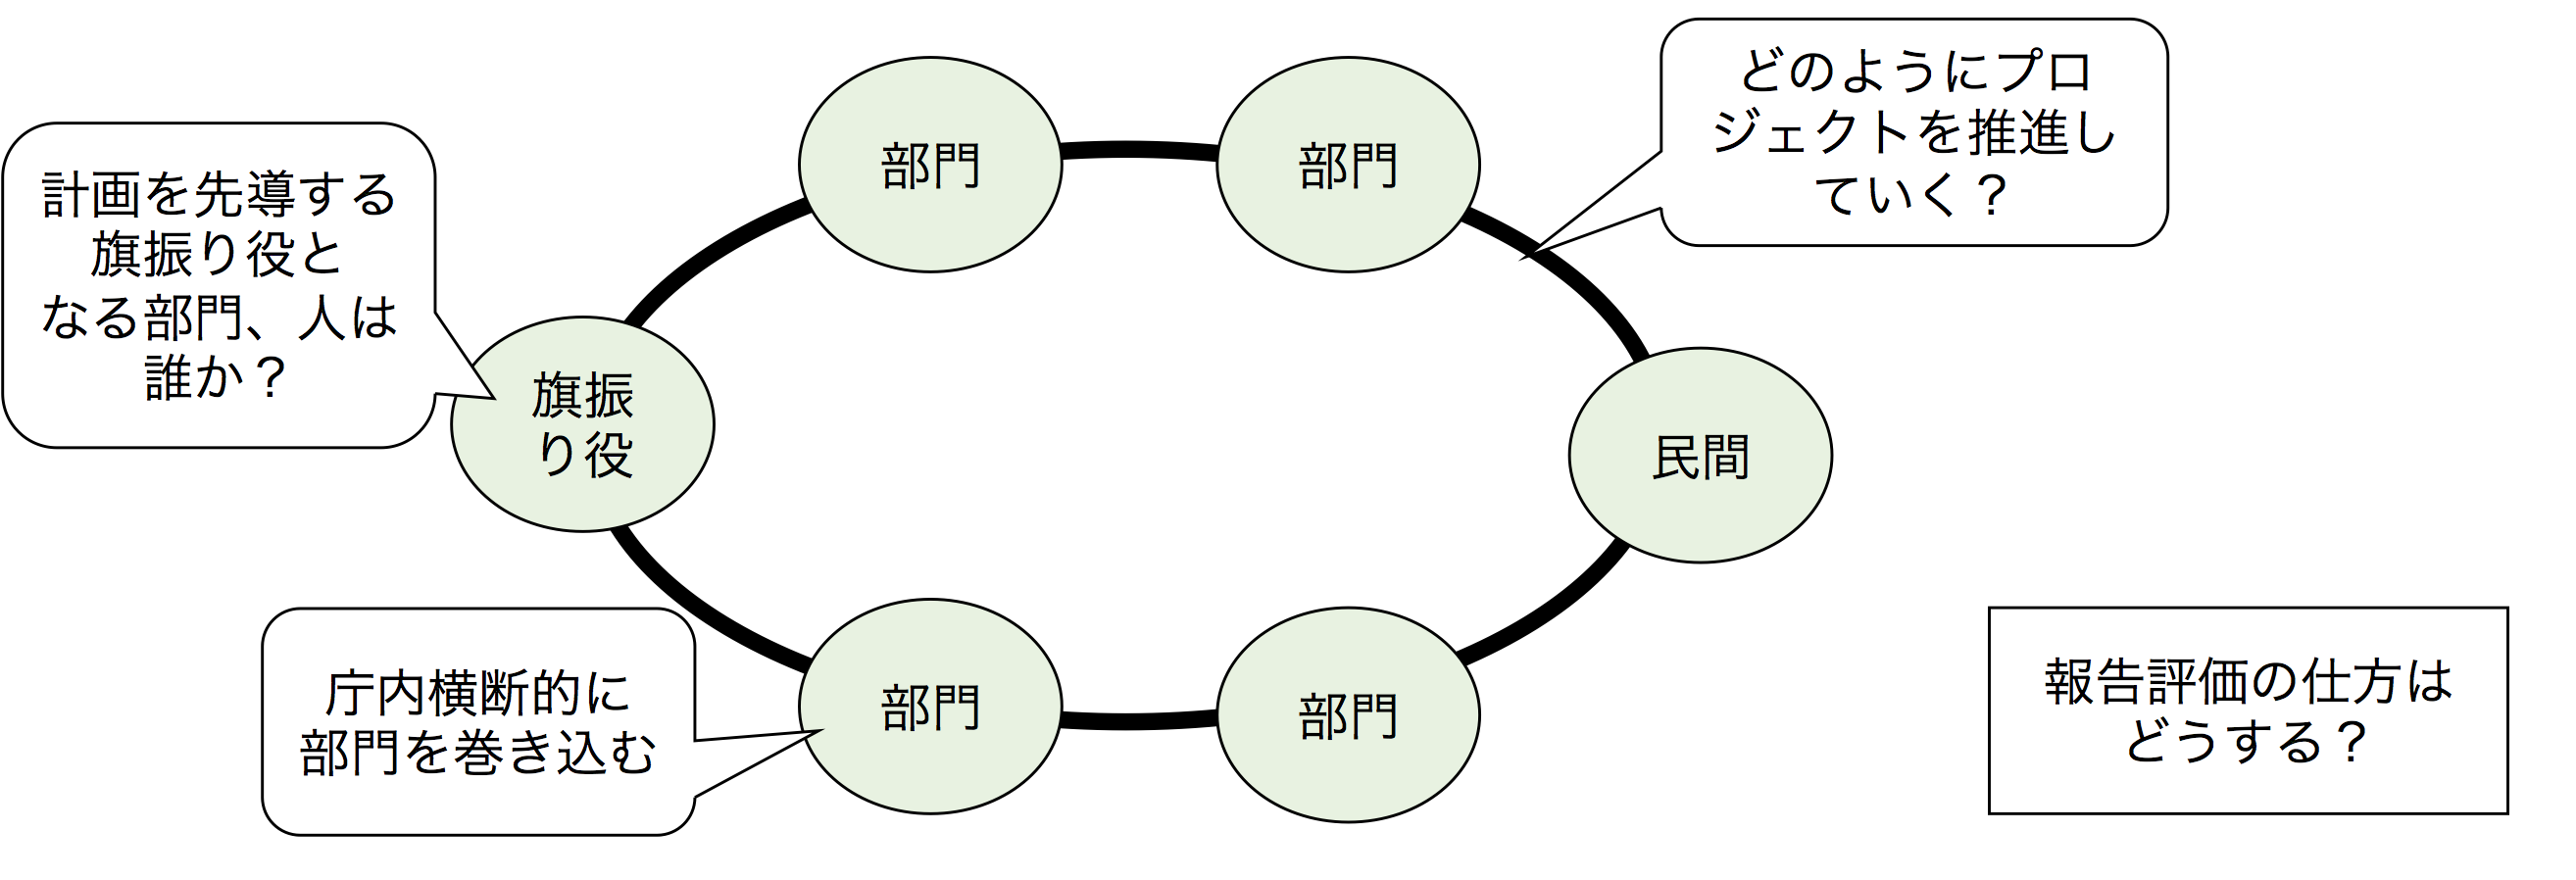 計画を先導する
旗振り役と
なる部門、人は
誰か？
部門
部門
どのようにプロ
ジェクトを推進し
ていく？
旗振
り役
民間
庁内横断的に
部門を巻き込む
部門
部門
報告評価の仕方は
どうする？